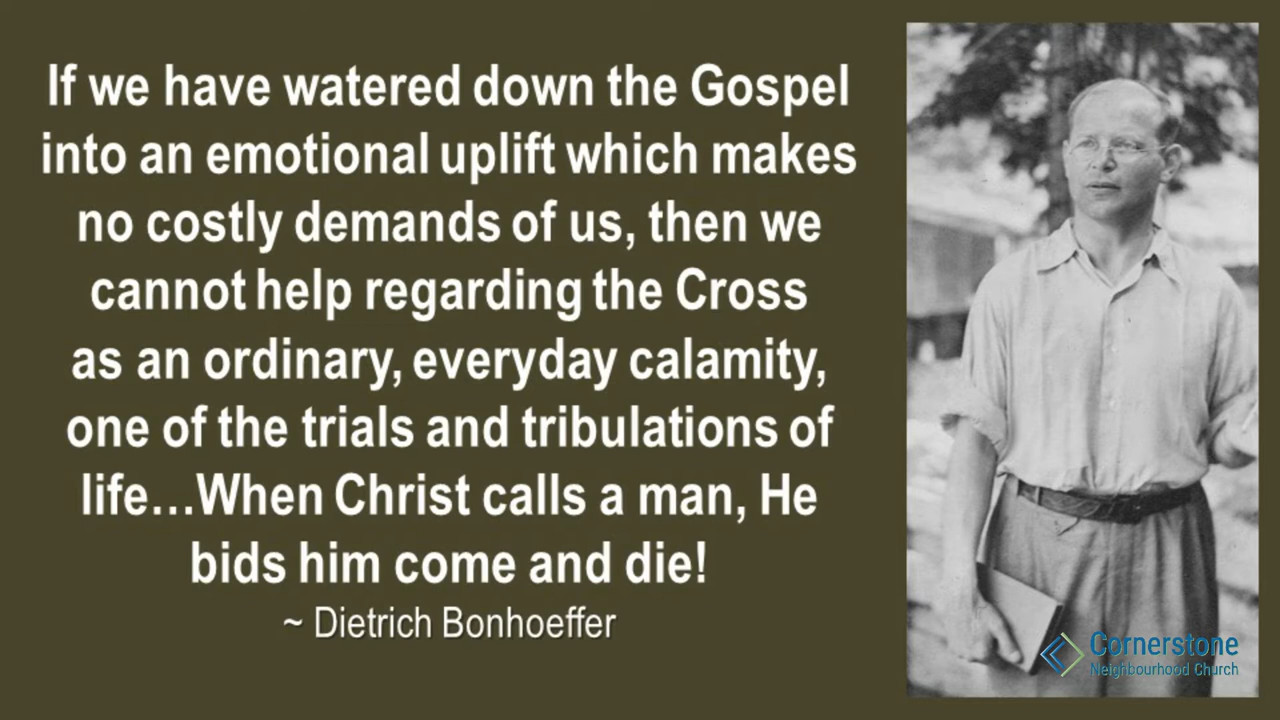 If we have watered down the Gospel
into an emotional uplift which makes
no costly demands of us, then we
cannot help regarding the Cross
as an ordinary, everyday calamity,
one of the trials and tribulations of
life…When Christ calls a man, He
bids him come and die!
~ Dietrich Bonhoeffer
Cornerstone
Neighbourhood Church